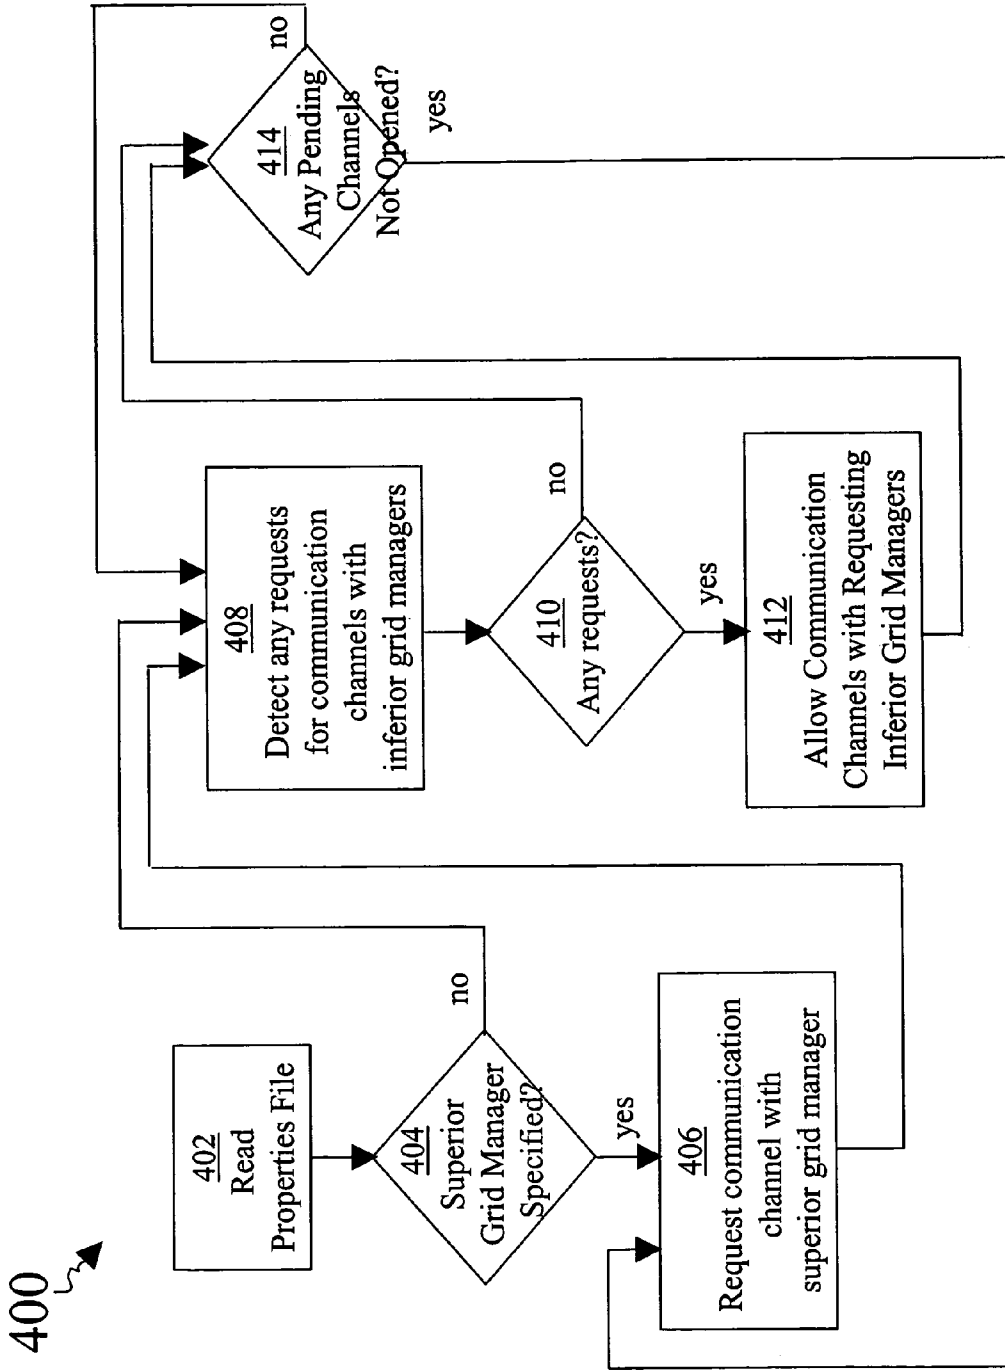 400
402
Read
Properties File
404
Superior
Grid Manager
Specified?
no
yes
406
Request communication
channel with
superior grid manager
408
Detect any requests
for communication
channels with
inferior grid managers
410
Any requests?
no
yes
412
Allow Communication
Channels with Requesting
Inferior Grid Managers
414
Any Pending
Channels
Not Opened?
no
yes